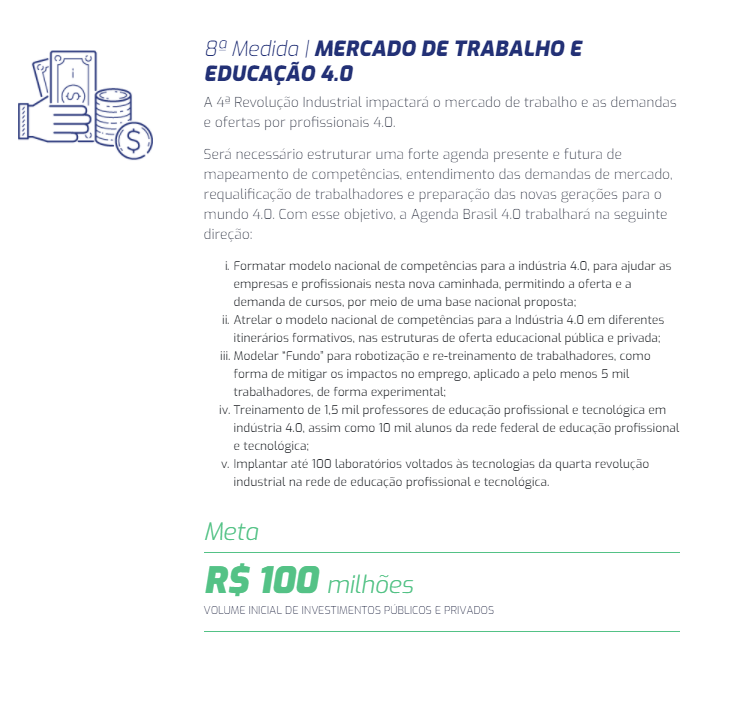 8ª Medida | MERCADO DE TRABALHO E
EDUCAÇÃO 4.0
A 4ª Revolução Industrial impactará o mercado de trabalho e as demandas
e ofertas por profissionais 4.0.
Será necessário estruturar uma forte agenda presente e futura de
mapeamento de competências, entendimento das demandas de mercado,
requalificação de trabalhadores e preparação das novas gerações para o
mundo 4.0. Com esse objetivo, a Agenda Brasil 4.0 trabalhará na seguinte
direção:
i. Formatar modelo nacional de competências para a indústria 4.0, para ajudar as
empresas e profissionais nesta nova caminhada, permitindo a oferta e a
demanda de cursos, por meio de uma base nacional proposta;
ii. Atrelar o modelo nacional de competências para a Indústria 4.0 em diferentes
itinerários formativos, nas estruturas de oferta educacional pública e privada;
iii. Modelar "Fundo" para robotização e re-treinamento de trabalhadores, como
forma de mitigar os impactos no emprego, aplicado a pelo menos 5 mil
trabalhadores, de forma experimental;
iv. Treinamento de 1,5 mil professores de educação profissional e tecnológica em
indústria 4.0, assim como 10 mil alunos da rede federal de educação profissional
e tecnológica;
v. Implantar até 100 laboratórios voltados às tecnologias da quarta revolução
industrial na rede de educação profissional e tecnológica.
Meta
R$ 100 milhões
VOLUME INICIAL DE INVESTIMENTOS PÚBLICOS E PRIVADOS